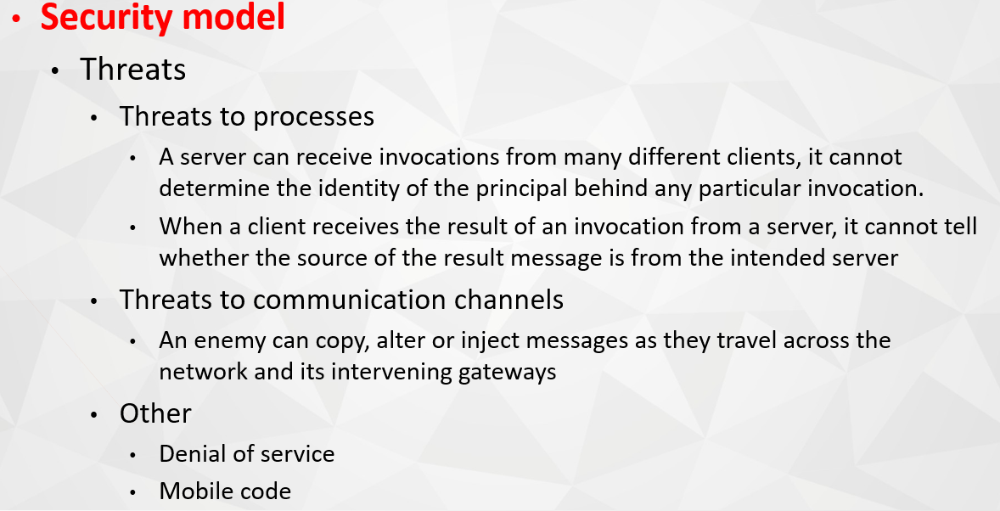 • Security model
• Threats
• Threats to processes
• A server can receive invocations from many different clients, it cannot
determine the identity of the principal behind any particular invocation.
• When a client receives the result of an invocation from a server, it cannot tell
whether the source of the result message is from the intended server
• Threats to communication channels
• An enemy can copy, alter or inject messages as they travel across the
network and its intervening gateways
• Other
• Denial of service
• Mobile code